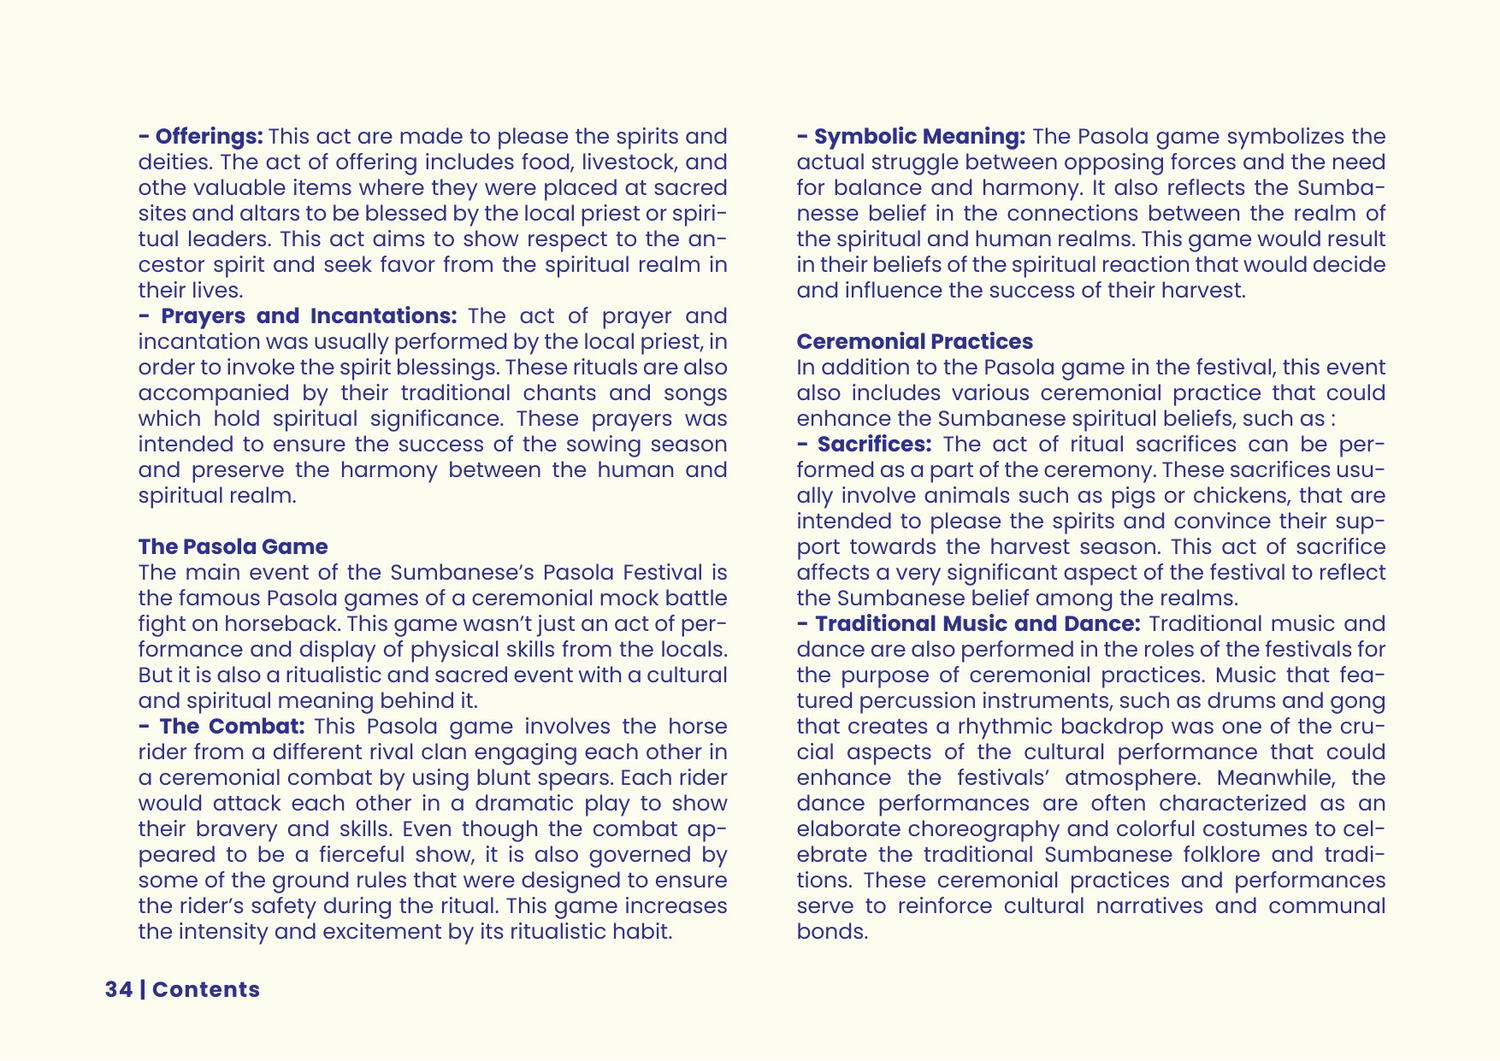 - Offerings: This act are made to please the spirits and
deities. The act of offering includes food, livestock, and
othe valuable items where they were placed at sacred
sites and altars to be blessed by the local priest or spiri-
tual leaders. This act aims to show respect to the an-
cestor spirit and seek favor from the spiritual realm in
their lives.
- Prayers and Incantations: The act of prayer and
incantation was usually performed by the local priest, in
order to invoke the spirit blessings. These rituals are also
accompanied by their traditional chants and songs
which hold spiritual significance. These prayers was
intended to ensure the success of the sowing season
and preserve the harmony between the human and
spiritual realm.
The Pasola Game
The main event of the Sumbanese's Pasola Festival is
the famous Pasola games of a ceremonial mock battle
fight on horseback. This game wasn't just an act of per-
formance and display of physical skills from the locals.
But it is also a ritualistic and sacred event with a cultural
and spiritual meaning behind it.
- The Combat: This Pasola game involves the horse
rider from a different rival clan engaging each other in
a ceremonial combat by using blunt spears. Each rider
would attack each other in a dramatic play to show
their bravery and skills. Even though the combat ap-
peared to be a fierceful show, it is also governed by
some of the ground rules that were designed to ensure
the rider's safety during the ritual. This game increases
the intensity and excitement by its ritualistic habit.
- Symbolic Meaning: The Pasola game symbolizes the
actual struggle between opposing forces and the need
for balance and harmony. It also reflects the Sumba-
nesse belief in the connections between the realm of
the spiritual and human realms. This game would result
in their beliefs of the spiritual reaction that would decide
and influence the success of their harvest.
Ceremonial Practices
In addition to the Pasola game in the festival, this event
also includes various ceremonial practice that could
enhance the Sumbanese spiritual beliefs, such as :
- Sacrifices: The act of ritual sacrifices can be per-
formed as a part of the ceremony. These sacrifices usu-
ally involve animals such as pigs or chickens, that are
intended to please the spirits and convince their sup-
port towards the harvest season. This act of sacrifice
affects a very significant aspect of the festival to reflect
the Sumbanese belief among the realms.
- Traditional Music and Dance: Traditional music and
dance are also performed in the roles of the festivals for
the purpose of ceremonial practices. Music that fea-
tured percussion instruments, such as drums and gong
that creates a rhythmic backdrop was one of the cru-
cial aspects of the cultural performance that could
enhance the festivals' atmosphere. Meanwhile, the
dance performances are often characterized as an
elaborate choreography and colorful costumes to cel-
ebrate the traditional Sumbanese folklore and tradi-
tions. These ceremonial practices and performances
serve to reinforce cultural narratives and communal
bonds.
34 | Contents